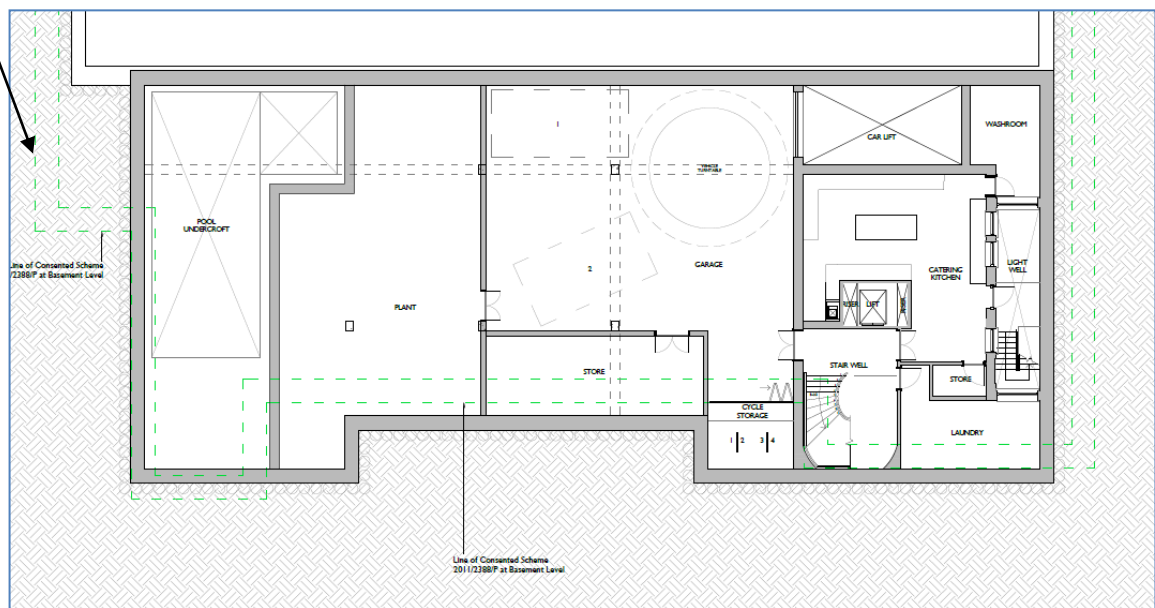 1
VEHICLE
TURNTABLE
CAR LIFT
WASHROOM
POOL
UNDERCROFT
Line of Consented Scheme
/2388/P at Basement Level
2
GARAGE
CATERING
KITCHEN
LIGHT
WELL
PLANT
RISER
LIFT
RISER
STORE
STAIR WELL
STORE
CYCLE
STORAGE
1 2 3 4
LAUNDRY
Line of Consented Scheme
2011/2388/P at Basement Level